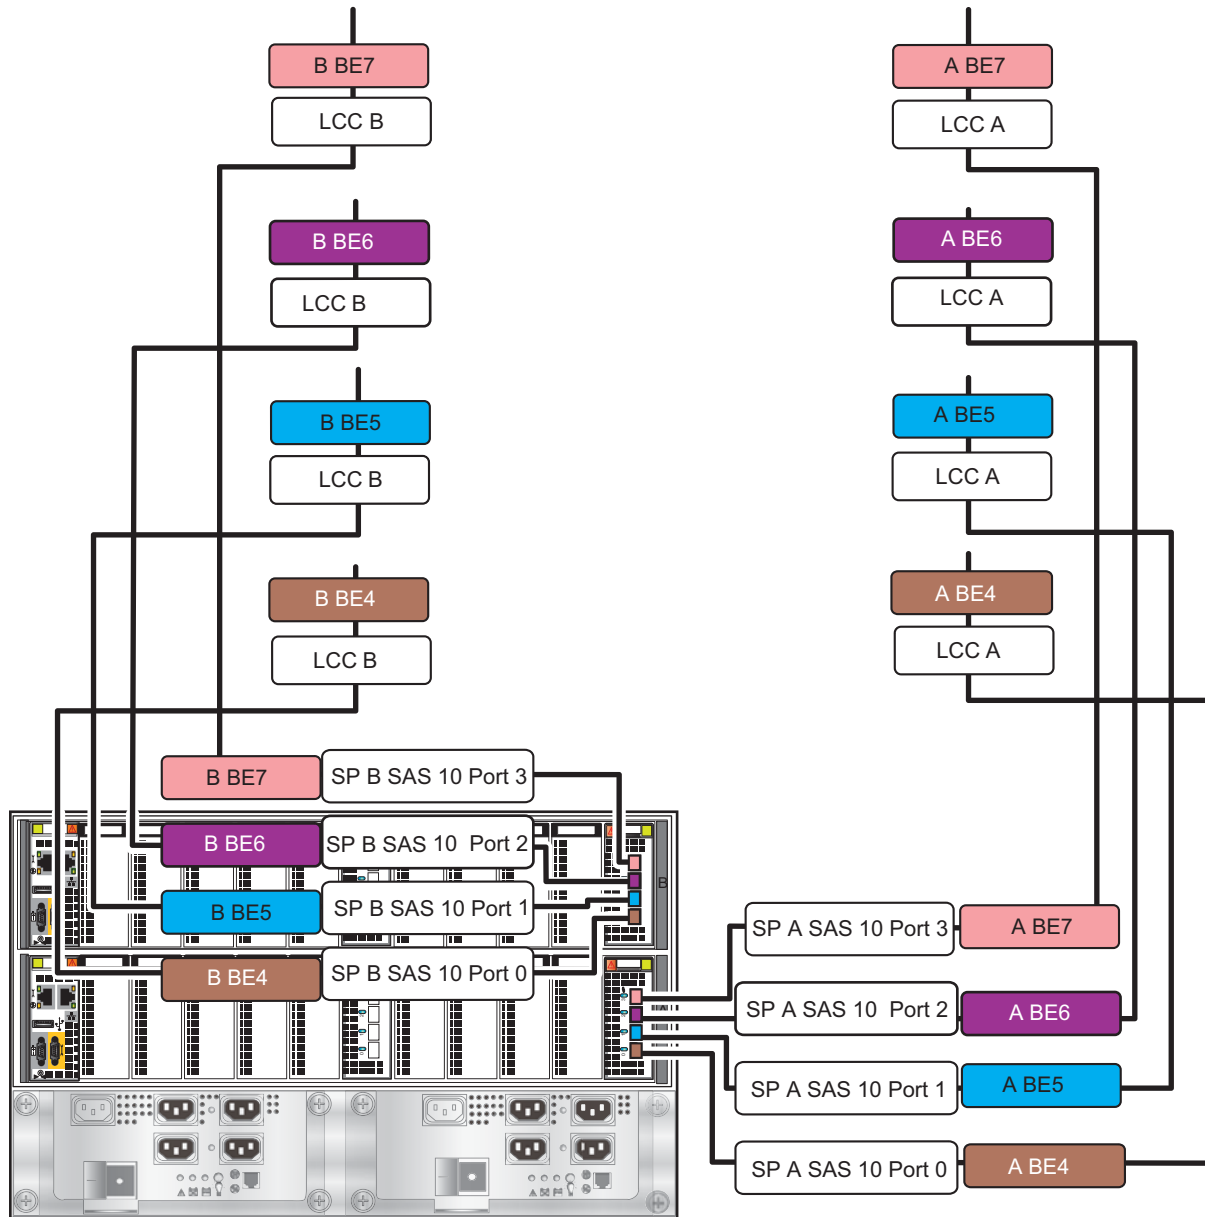 B BE7
A BE7
LCC B
LCC A
B BE6
A BE6
LCC B
LCC A
B BE5
A BE5
LCC B
LCC A
B BE4
A BE4
LCC B
LCC A
B BE7 SP B SAS 10 Port 3
B BE6 SP B SAS 10 Port 2
B BE5 SP B SAS 10 Port 1
B BE4 SP B SAS 10 Port 0
B
A
SP A SAS 10 Port 3 A BE7
SP A SAS 10 Port 2 A BE6
SP A SAS 10 Port 1 A BE5
SP A SAS 10 Port 0 A BE4